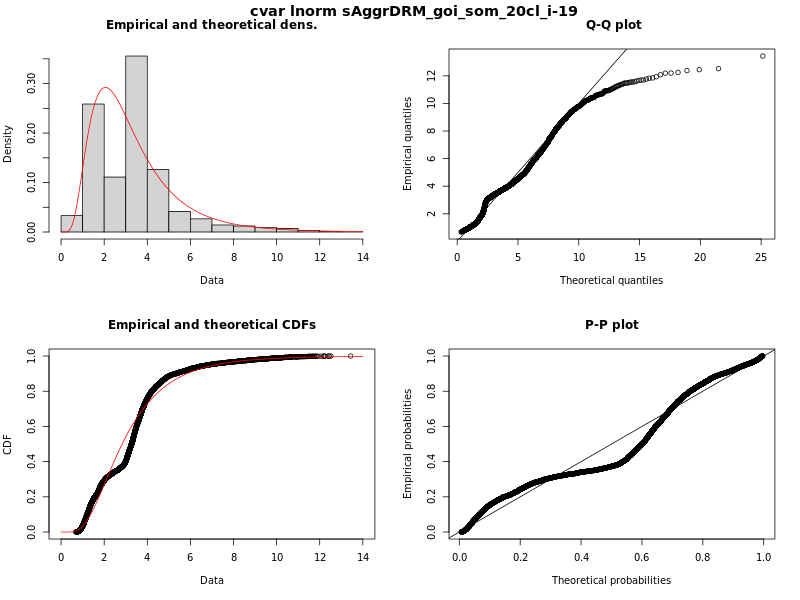 cvar lnorm sAggrDRM_goi_som_20cl_i-19
Empirical and theoretical dens.
Density
0.00 0.10 0.20 0.30
0 2 4 6 8 10 12 14
Data
Q-Q plot
Empirical quantiles
2 4 6 8 10 12
0 5 10 15 20 25
Theoretical quantiles
Empirical and theoretical CDFs
CDF
0.0 0.2 0.4 0.6 0.8 1.0
0 2 4 6 8 10 12 14
Data
P-P plot
Empirical probabilities
0.0 0.2 0.4 0.6 0.8 1.0
0.0 0.2 0.4 0.6 0.8 1.0
Theoretical probabilities